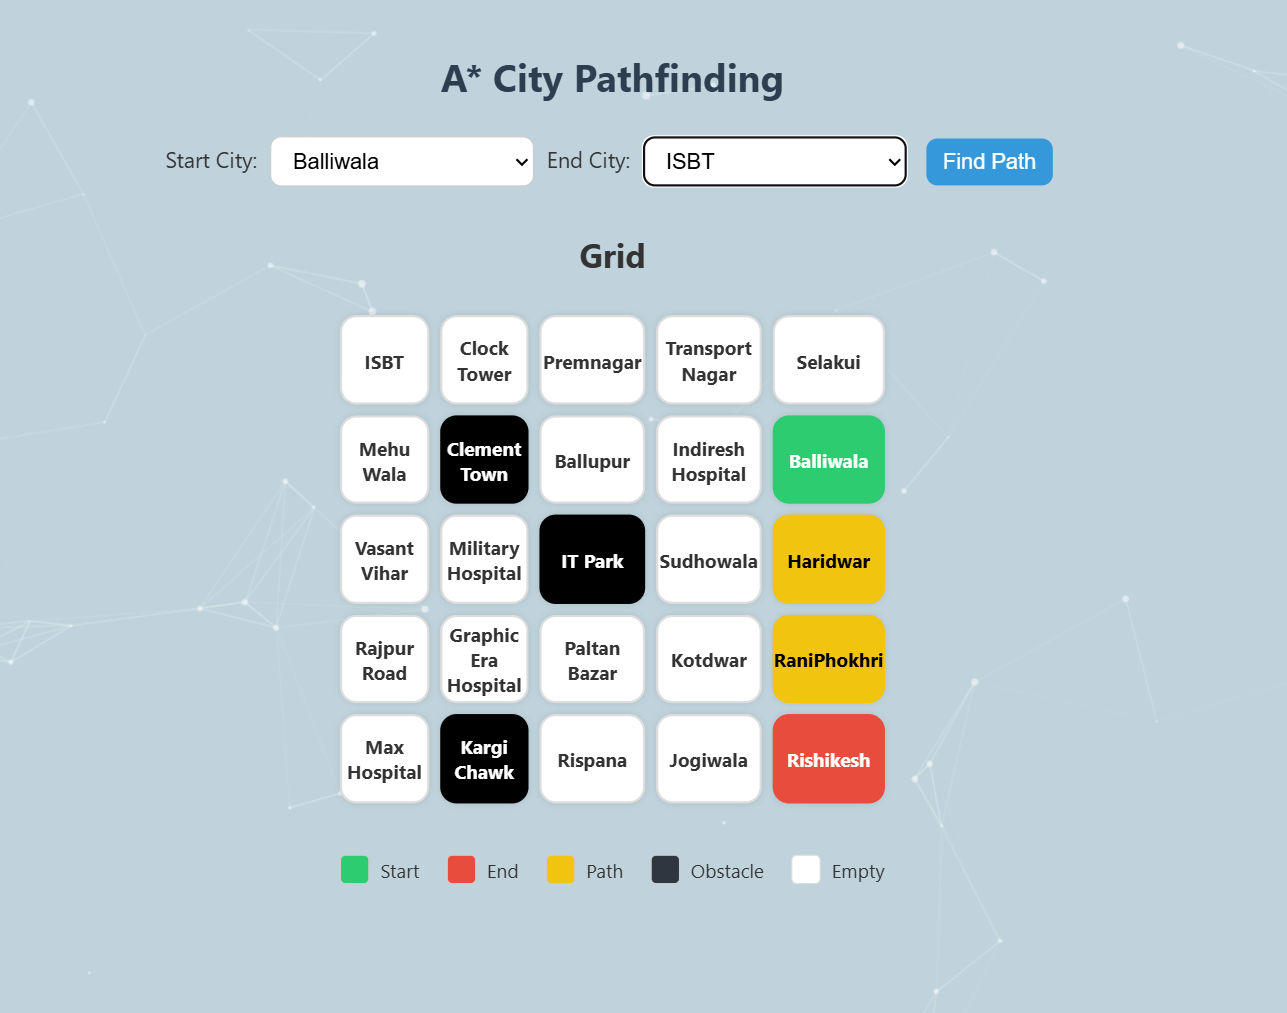 A* City Pathfinding
Start City: Balliwala End City: ISBT Find Path
Grid
ISBT
Clock
Tower
Premnagar
Transport
Nagar
Selakui
Mehu
Wala
Clement
Town
Ballupur
Indiresh
Hospital
Balliwala
Vasant
Vihar
Military
Hospital
IT Park
Sudhowala
Haridwar
Rajpur
Road
Graphic
Era
Hospital
Paltan
Bazar
Kotdwar
RaniPhokhri
Max
Hospital
Kargi
Chawk
Rispana
Jogiwala
Rishikesh
Start End Path Obstacle Empty